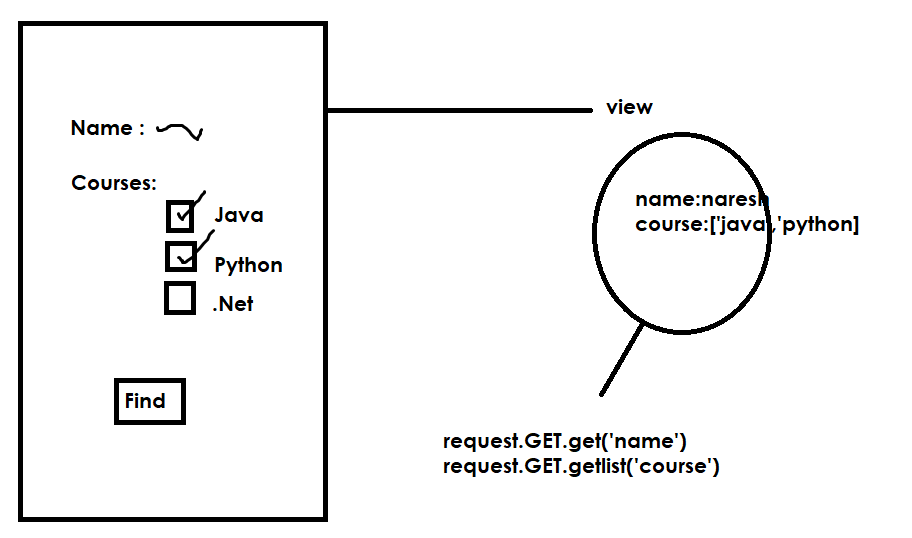 Name :
Courses:
Java
Python
.Net
Find
view
name:naresh
course:['java','python]
request.GET.get('name')
request.GET.getlist('course')